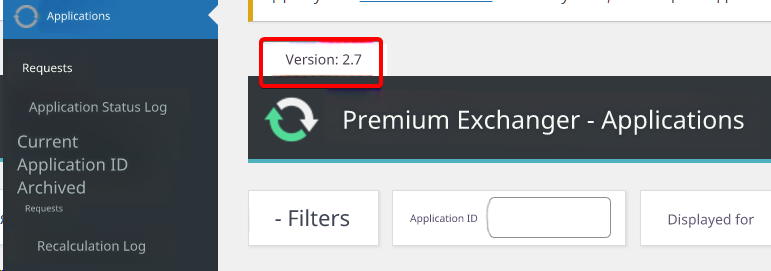 Applications
Requests
Application Status Log
Current
Application ID
Archived
Requests
Recalculation Log
Version: 2.7
Premium Exchanger - Applications
- Filters
Application ID
Displayed for